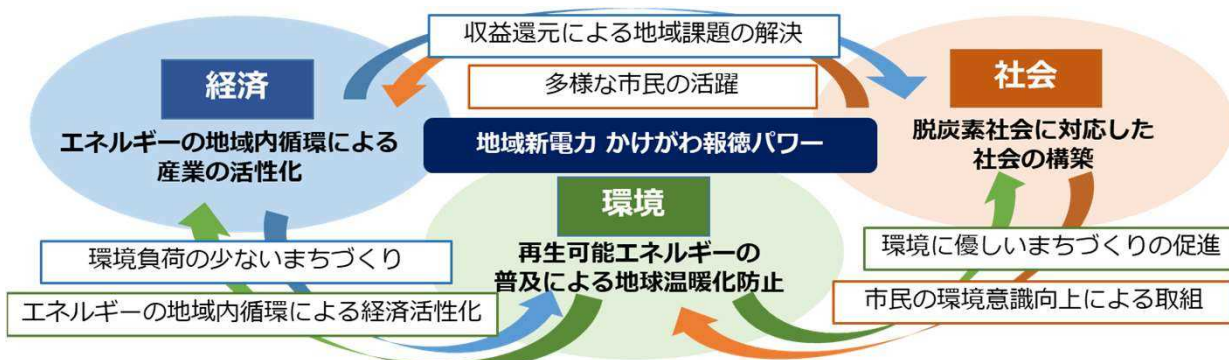 収益還元による地域課題の解決
経済
多様な市民の活躍
社会
エネルギーの地域内循環による
産業の活性化
地域新電力 かけがわ報徳パワー
脱炭素社会に対応した
社会の構築
環境
再生可能エネルギーの
普及による地球温暖化防止
環境負荷の少ないまちづくり
エネルギーの地域内循環による経済活性化
環境に優しいまちづくりの促進
市民の環境意識向上による取組